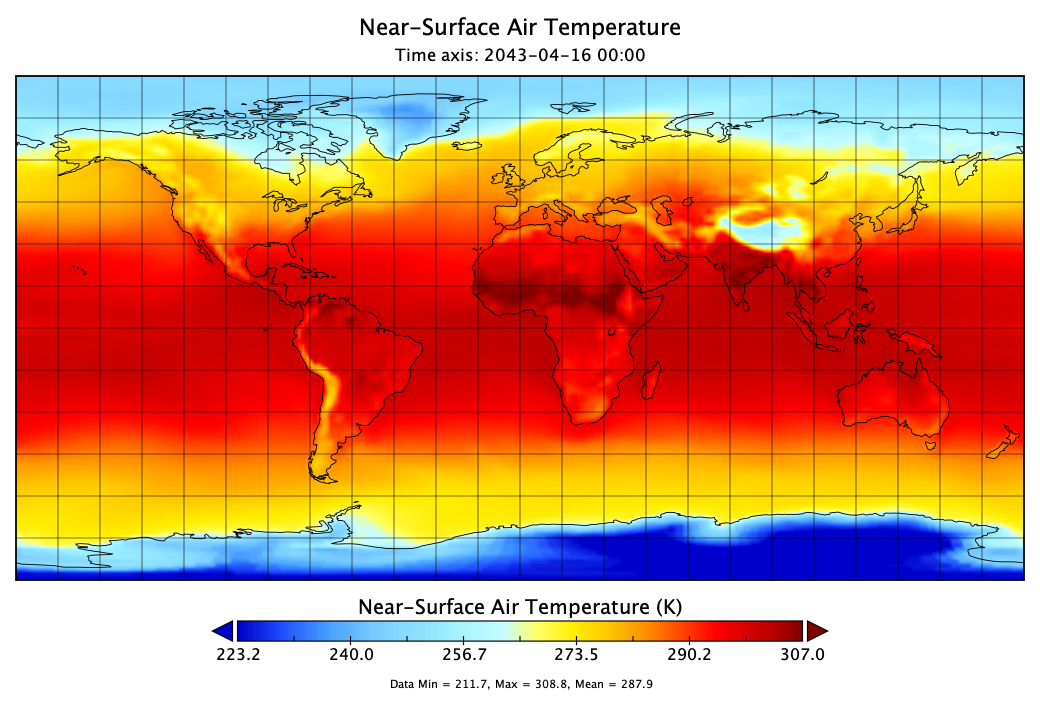 Near-Surface Air Temperature
Time axis: 2043-04-16 00:00
Near-Surface Air Temperature (K)
223.2 240.0 256.7 273.5 290.2 307.0
Data Min = 211.7, Max = 308.8, Mean = 287.9